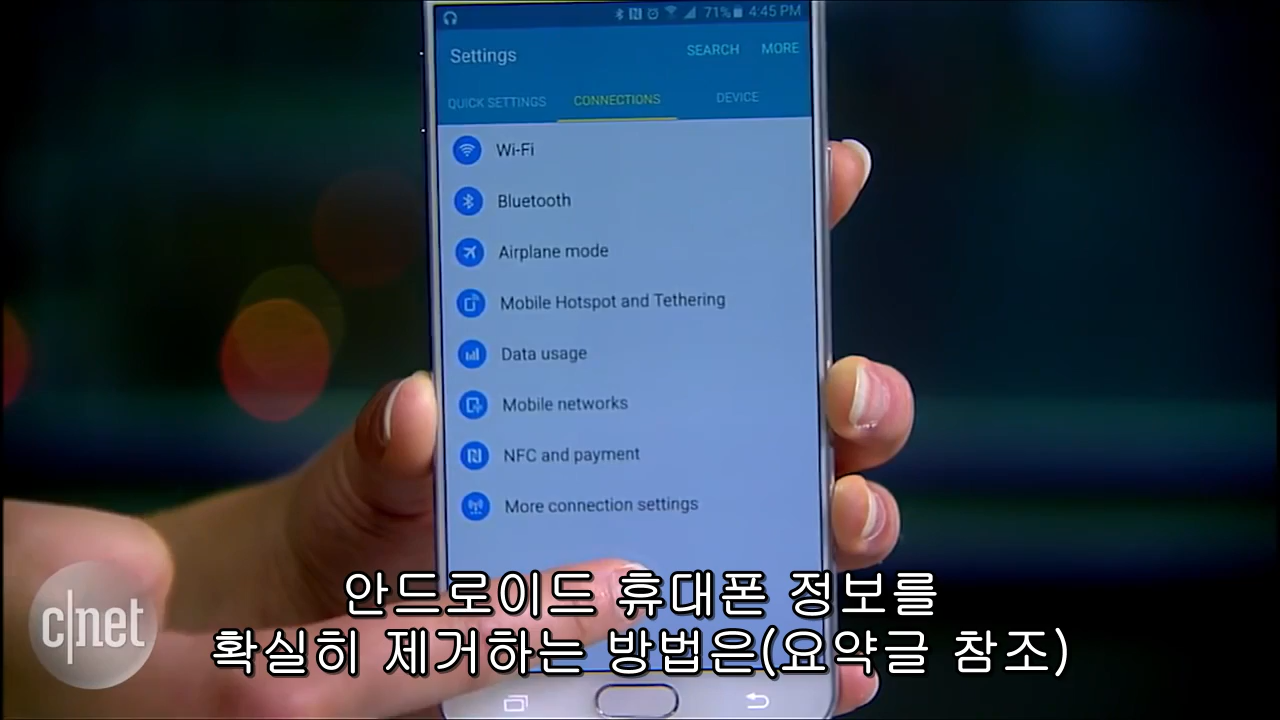 71% 4:45 PM
Settings SEARCH MORE
QUICK SETTINGS CONNECTIONS DEVICE
Wi-Fi
Bluetooth
Airplane mode
Mobile Hotspot and Tethering
Data usage
Mobile networks
NFC and payment
More connection settings
안드로이드 휴대폰 정보를
확실히 제거하는 방법은(요약글 참조)
c|net